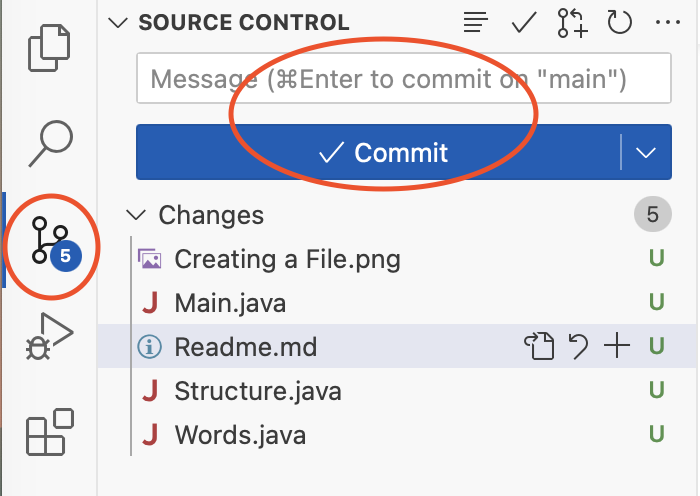 SOURCE CONTROL
Message (⌘Enter to commit on "main")
Commit
5
Changes 5
Creating a File.png U
J Main.java U
Readme.md U
J Structure.java U
J Words.java U